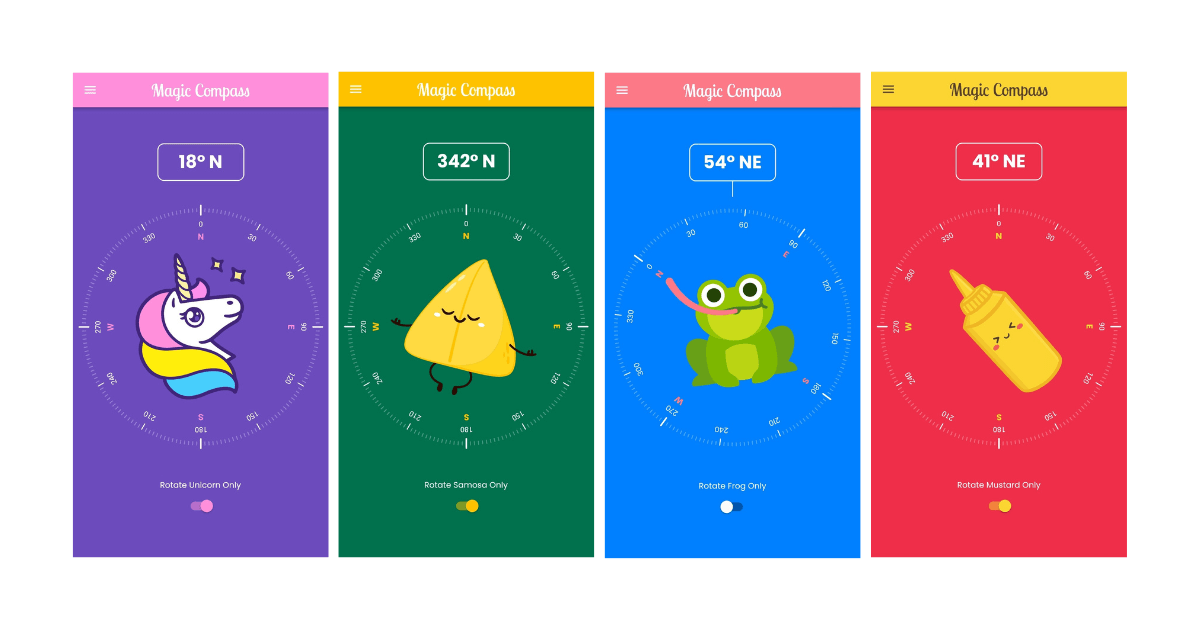 Magic Compass
18° N
0
N
330
30
300
60
270
W
E
90
240
120
210
S
150
180
Rotate Unicorn Only
Magic Compass
342° N
0
N
330
30
300
60
270
W
E
90
240
120
210
S
150
180
Rotate Samosa Only
Magic Compass
54° NE
30
60
90
E
0
N
120
330
150
300
S
180
W
270
210
240
Rotate Frog Only
Magic Compass
41° NE
0
N
330
30
300
60
270
W
E
90
240
120
210
S
150
180
Rotate Mustard Only